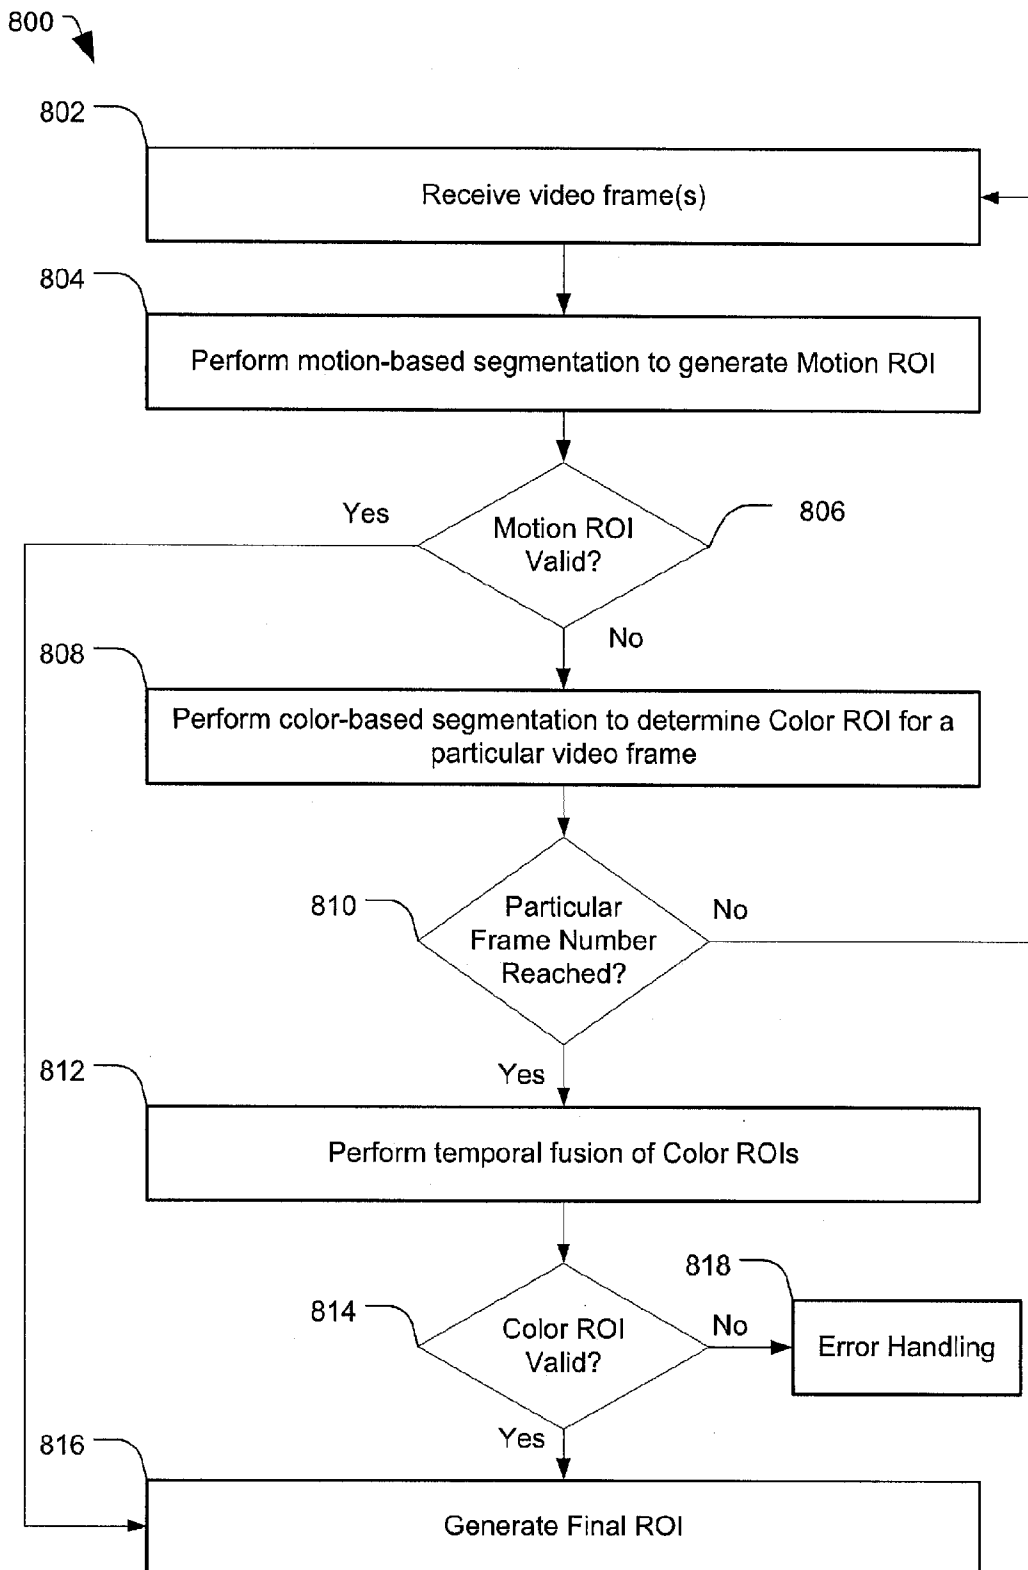 800
802
Receive video frame(s)
804
Perform motion-based segmentation to generate Motion ROI
Yes
Motion ROI
Valid?
806
No
808
Perform color-based segmentation to determine Color ROI for a
particular video frame
810
Particular
Frame Number
Reached?
No
Yes
812
Perform temporal fusion of Color ROIs
814
Color ROI
Valid?
No
818
Error Handling
Yes
816
Generate Final ROI